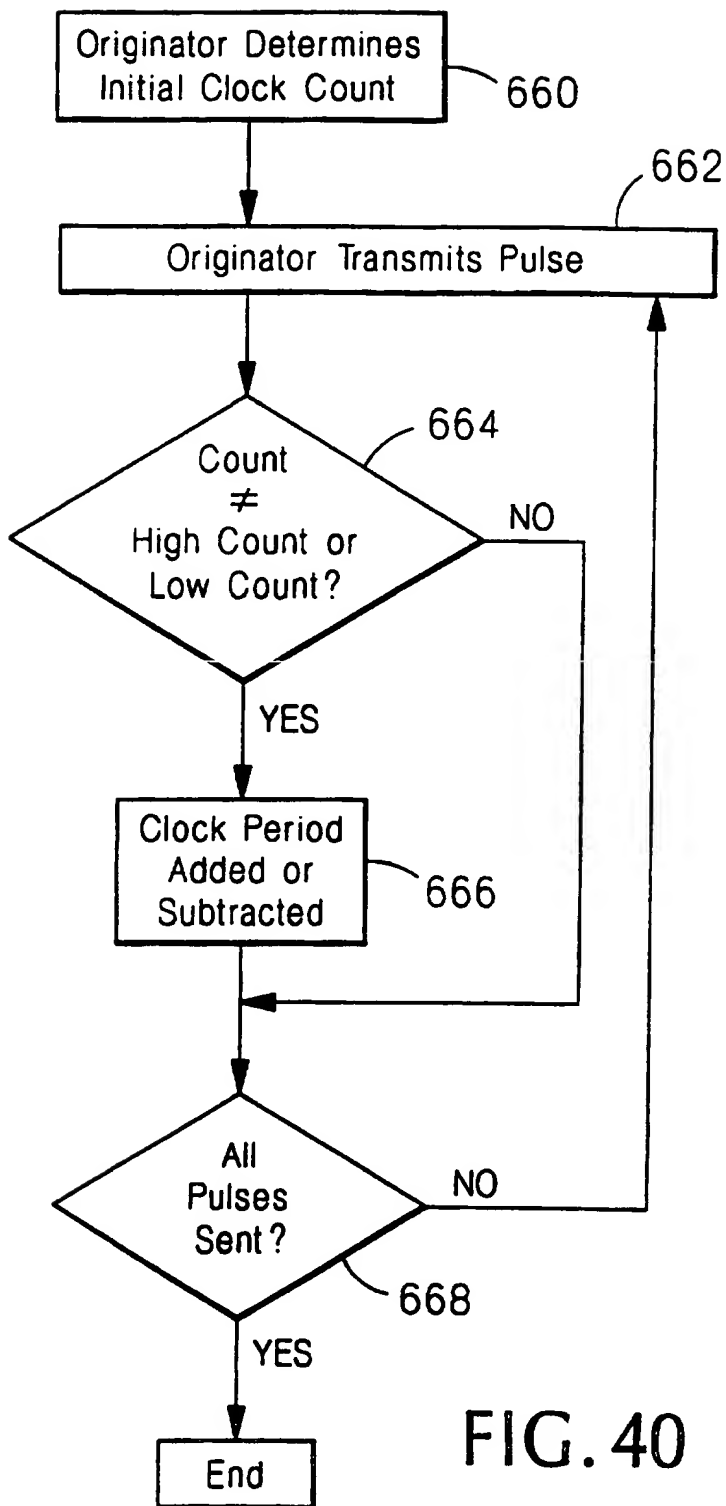 Originator Determines
Initial Clock Count
660
662
Originator Transmits Pulse
664
Count
≠
High Count or
Low Count?
NO
YES
Clock Period
Added or
Subtracted
666
All
Pulses
Sent?
NO
668
YES
End
FIG. 40